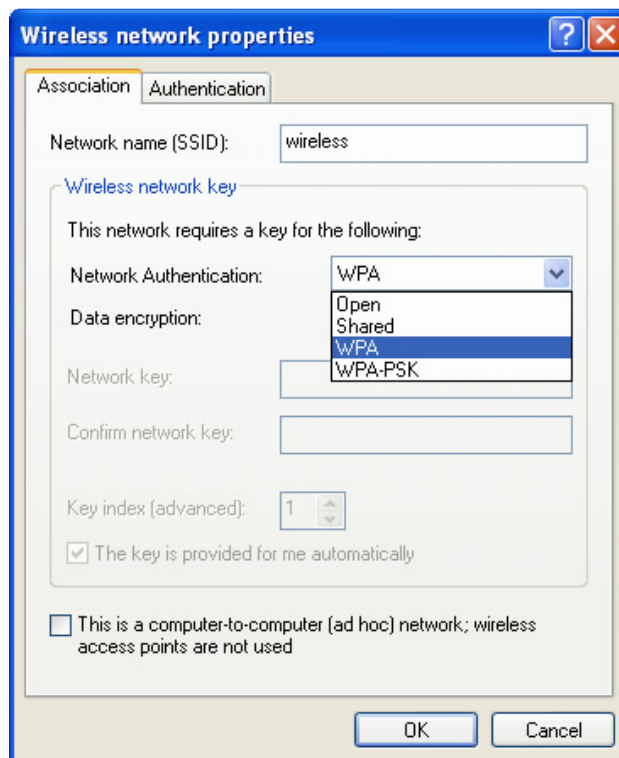 Wireless network properties
Association
Authentication
Network name (SSID):
wireless
Wireless network key
This network requires a key for the following:
Network Authentication:
WPA
Data encryption:
Open
Shared
WPA
WPA-PSK
Network key:
Confirm network key:
Key index (advanced):
1
The key is provided for me automatically
This is a computer-to-computer (ad hoc) network; wireless
access points are not used
OK
Cancel